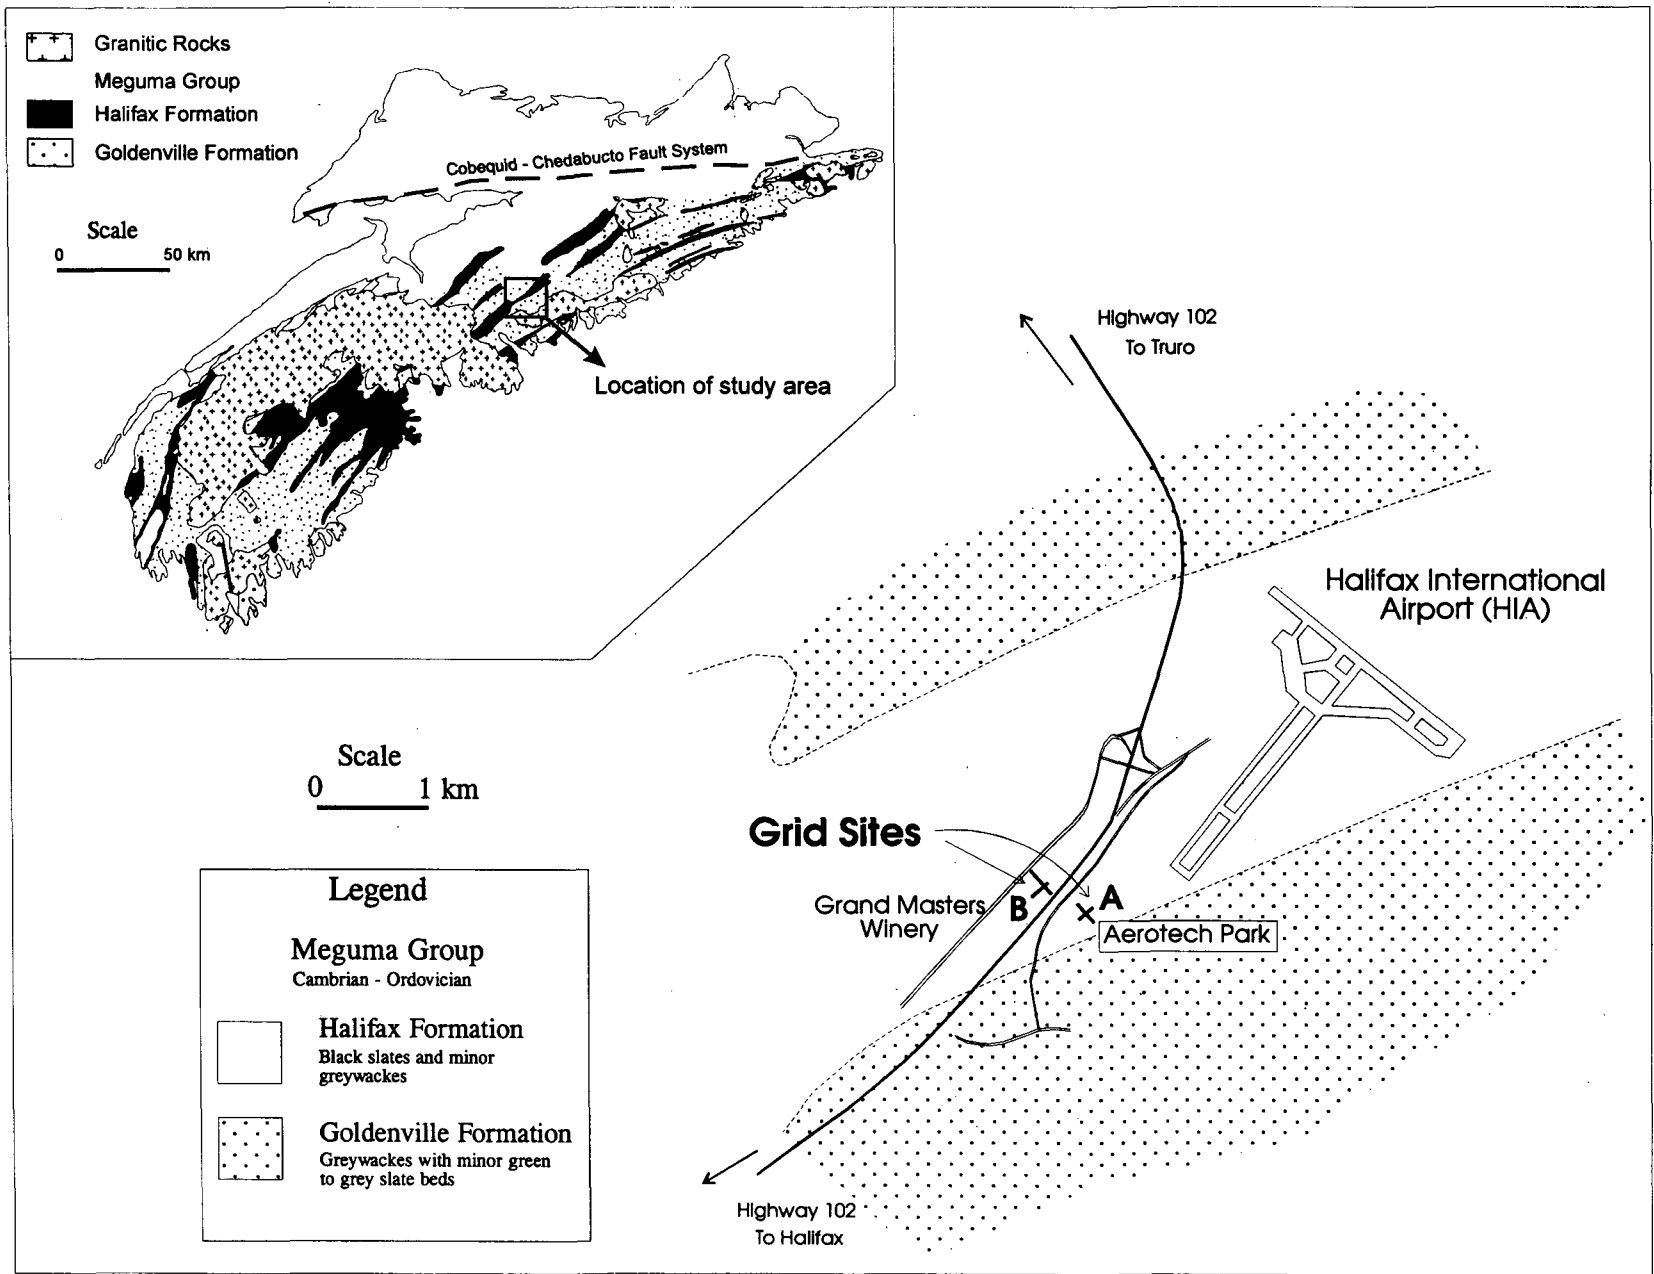 Granitic Rocks
Meguma Group
Halifax Formation
Goldenville Formation
Cobequid - Chedabucto Fault System
Scale
0 50 km
Location of study area
Highway 102
To Truro
Halifax International
Airport (HIA)
Scale
0 1 km
Grid Sites
Grand Masters
Winery
B
A
Aerotech Park
Legend
Meguma Group
Cambrian - Ordovician
Halifax Formation
Black slates and minor
greywackes
Goldenville Formation
Greywackes with minor green
to grey slate beds
Highway 102
To Halifax